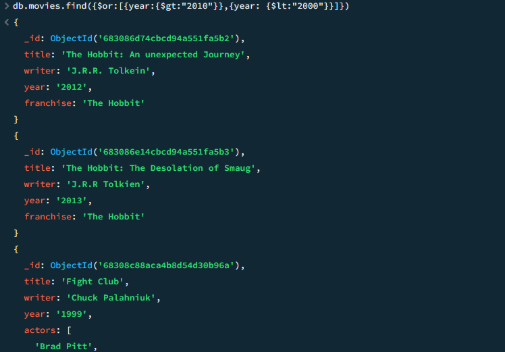 > db.movies.find({$or:[{year:{$gt:"2010"}},{year: {$lt:"2000"}}]})
< {
_id: ObjectId('683086d74cbcd94a551fa5b2'),
title: 'The Hobbit: An unexpected Journey',
writer: 'J.R.R. Tolkein',
year: '2012',
franchise: 'The Hobbit'
}
{
_id: ObjectId('683086e14cbcd94a551fa5b3'),
title: 'The Hobbit: The Desolation of Smaug',
writer: 'J.R.R Tolkien',
year: '2013',
franchise: 'The Hobbit'
}
{
_id: ObjectId('68308c88aca4b8d54d30b96a'),
title: 'Fight Club',
writer: 'Chuck Palahniuk',
year: '1999',
actors: [
'Brad Pitt',